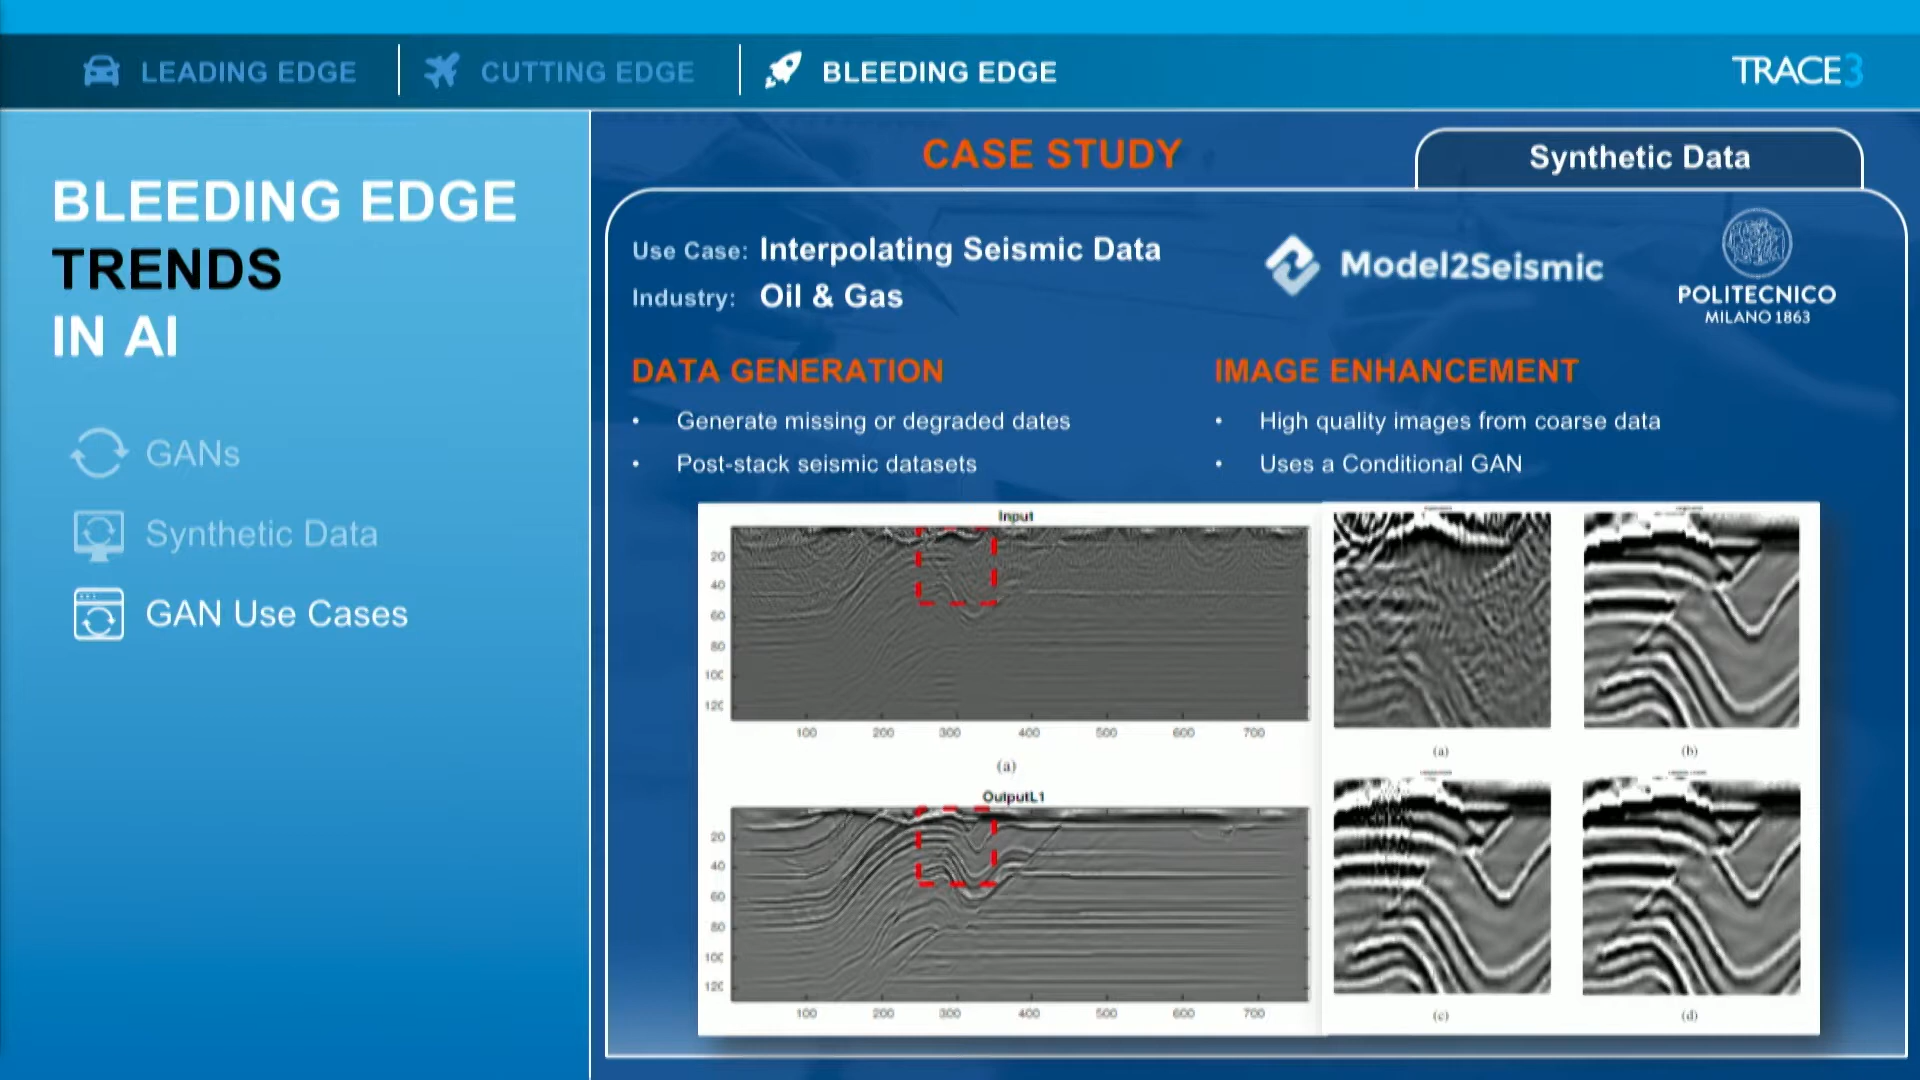 LEADING EDGE
CUTTING EDGE
BLEEDING EDGE
TRACE3
BLEEDING EDGE
TRENDS
IN AI
GANs
Synthetic Data
GAN Use Cases
CASE STUDY
Synthetic Data
Use Case: Interpolating Seismic Data
Industry: Oil & Gas
Model2Seismic
POLITECNICO
MILANO 1863
DATA GENERATION
• Generate missing or degraded dates
• Post-stack seismic datasets
IMAGE ENHANCEMENT
• High quality images from coarse data
• Uses a Conditional GAN
Input
20
40
60
80
100
120
100 200 300 400 500 600 700
(a)
OutputL1
20
40
60
80
100
120
100 200 300 400 500 600 700
(a)
(b)
(c)
(d)